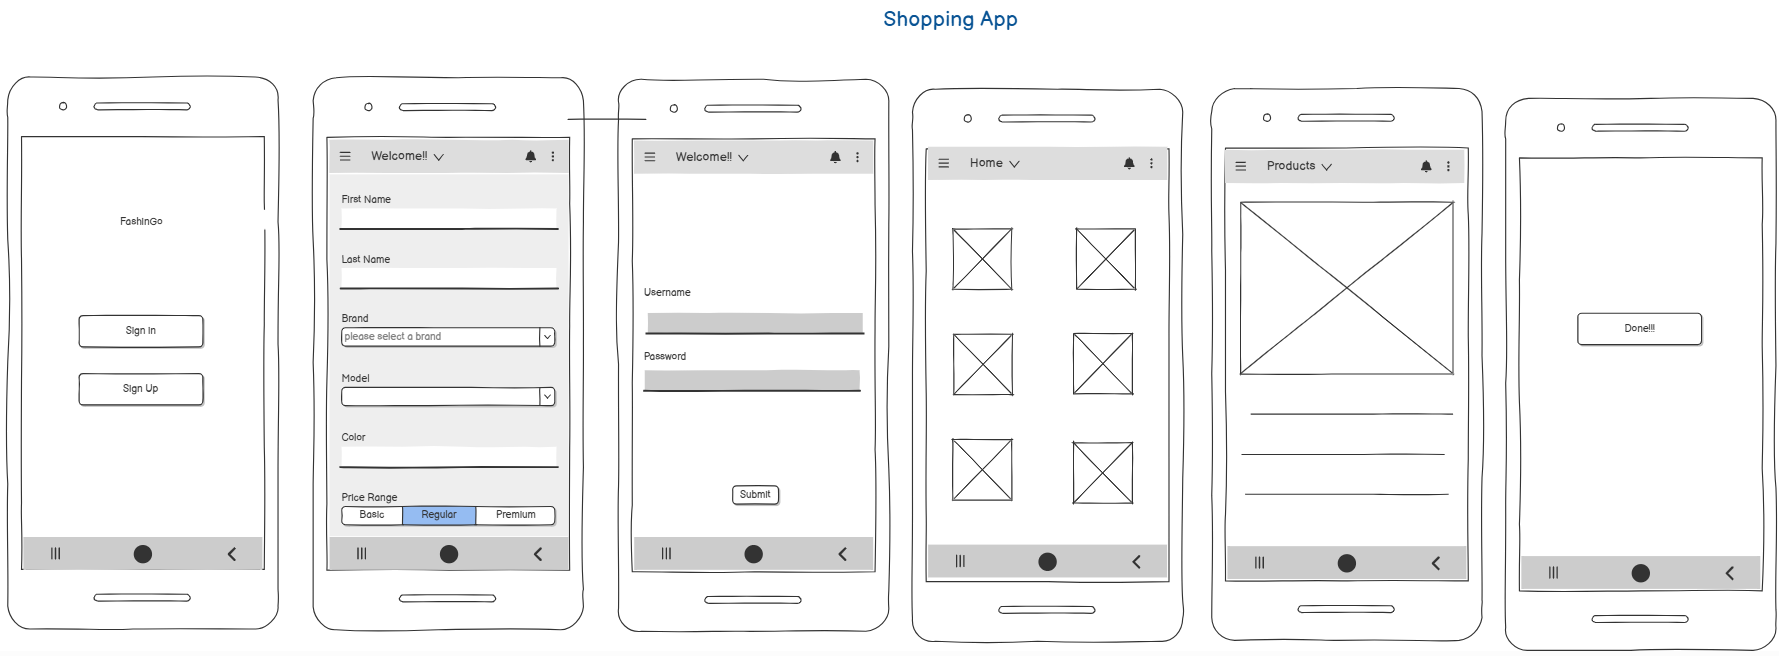 Shopping App
FashinGo
Sign in
Sign Up
Welcome!!
First Name
Last Name
Brand
please select a brand
Model
Color
Price Range
Basic Regular Premium
Welcome!!
Username
Password
Submit
Home
Products
Done!!!